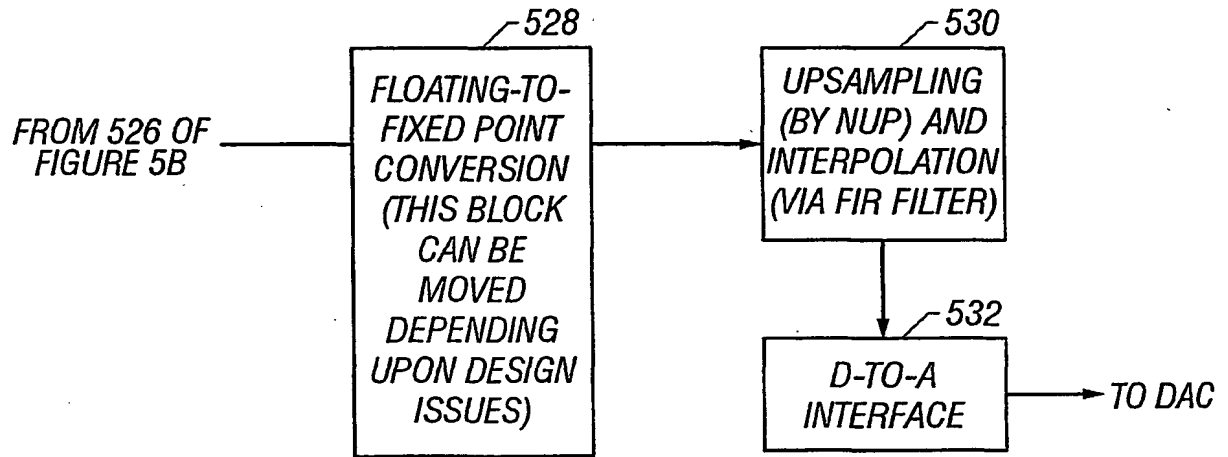 FROM 526 OF
FIGURE 5B
528
FLOATING-TO-
FIXED POINT
CONVERSION
(THIS BLOCK
CAN BE
MOVED
DEPENDING
UPON DESIGN
ISSUES)
530
UPSAMPLING
(BY NUP) AND
INTERPOLATION
(VIA FIR FILTER)
532
D-TO-A
INTERFACE
TO DAC